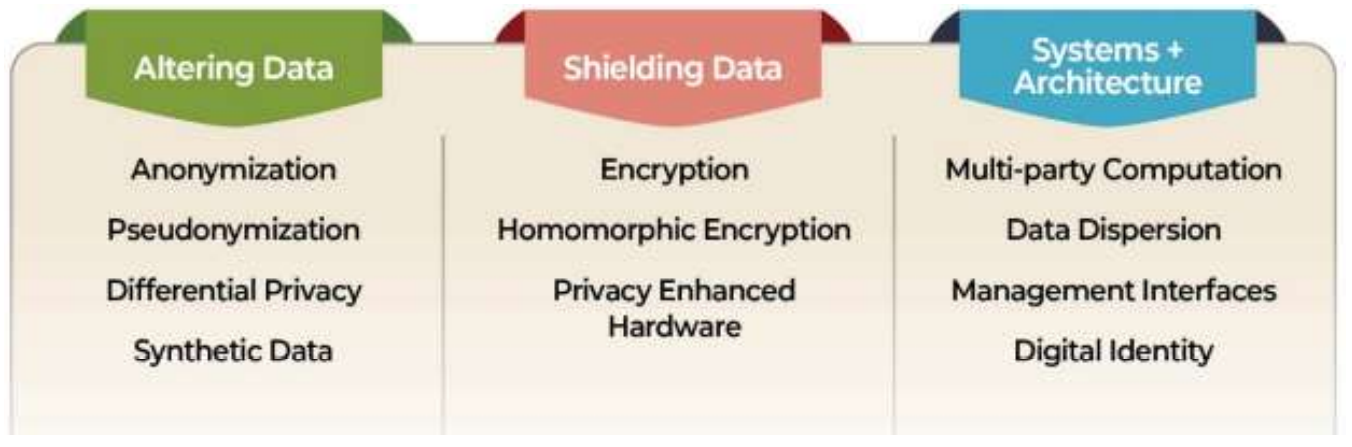 Altering Data
Anonymization
Pseudonymization
Differential Privacy
Synthetic Data
Shielding Data
Encryption
Homomorphic Encryption
Privacy Enhanced
Hardware
Systems +
Architecture
Multi-party Computation
Data Dispersion
Management Interfaces
Digital Identity